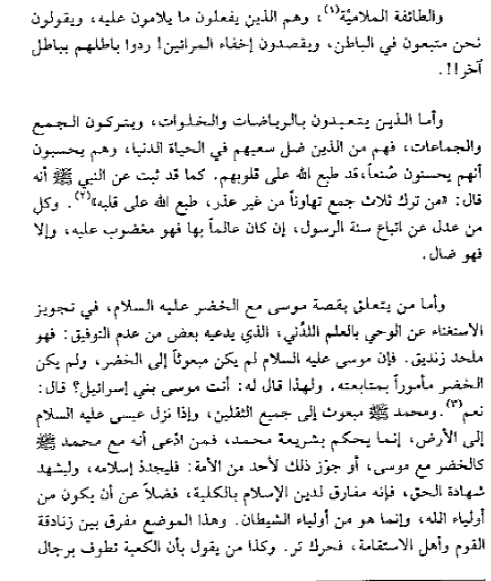 والطائفة الملامية(١)، وهم الذين يفعلون ما يلامون عليه، ويقولون
نحن متبعون في الباطن، ويقصدون إخفاء المرائين! ردوا باطلهم بباطل
آخر!!.
وأما الذين يتعبدون بالرياضات والخلوات، ويتركون الجمع
والجماعات، فهم من الذين ضل سعيهم في الحياة الدنيا، وهم يحسبون
أنهم يحسنون صُنعاً،قد طبع الله على قلوبهم. كما قد ثبت عن النبي ﷺ أنه
قال: «من ترك ثلاث جمع تهاوناً من غير عذر، طبع الله على قلبه»(٢). وكل
من عدل عن اتباع سنة الرسول، إن كان عالماً بها فهو مغضوب عليه، وإلا
فهو ضال.
وأما من يتعلق بقصة موسى مع الخضر عليه السلام، في تجويز
الاستغناء عن الوحي بالعلم اللدُّني، الذي يدعيه بعض من عدم التوفيق: فهو
ملحد زنديق. فإن موسى عليه السلام لم يكن مبعوثاً إلى الخضر، ولم يكن
الخضر مأموراً بمتابعته. ولهذا قال له: أنت موسى بني إسرائيل؟ قال:
نعم(٣).ومحمد ﷺ مبعوث إلى جميع الثقلين، وإذا نزل عيسى عليه السلام
إلى الأرض، إنما يحكم بشريعة محمد، فمن ادَّعى أنه مع محمد ﷺ
كالخضر مع موسى، أو جوّز ذلك لأحد من الأمة: فليجدد إسلامه، وليشهد
شهادة الحق، فإنه مفارق لدين الإسلام بالكلية، فضلاً عن أن يكون من
أولياء الله، وإنما هو من أولياء الشيطان. وهذا الموضع مفرق بين زنادقة
القوم وأهل الاستقامة، فحرك تر. وكذا من يقول بأن الكعبة تطوف برجال